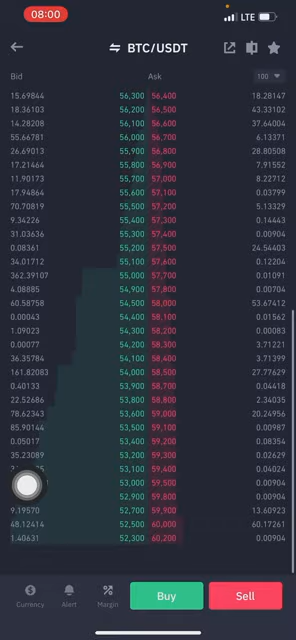 08:00
LTE
BTC/USDT
Bid Ask 100
15.69844 56,300 56,400 18.28147
18.36103 56,200 56,500 43.33102
14.28208 56,100 56,600 37.64004
55.66781 56,000 56,700 6.13371
26.69013 55,900 56,800 28.80508
17.21464 55,800 56,900 7.91552
11.90173 55,700 57,000 8.22712
17.94864 55,600 57,100 0.03799
70.70819 55,500 57,200 5.13329
9.34226 55,400 57,300 0.14443
31.03636 55,300 57,400 0.00904
0.08361 55,200 57,500 24.54403
34.01712 55,100 57,600 0.12204
362.39107 55,000 57,700 0.01091
4.08885 54,900 57,800 0.00704
60.58758 54,500 58,000 53.67412
0.00043 54,400 58,100 0.01562
1.09023 54,300 58,200 0.00083
0.00077 54,200 58,300 3.71221
36.35784 54,100 58,400 3.71399
161.82083 54,000 58,500 27.77629
0.40133 53,900 58,700 0.04418
22.52686 53,800 58,800 2.34035
78.62343 53,600 59,000 20.24956
85.90144 53,500 59,100 0.00987
0.05017 53,400 59,200 0.08354
35.23089 53,200 59,300 0.02629
53,100 59,400 0.04024
53,000 59,500 0.00904
52,900 59,800 0.00904
9.19570 52,700 59,900 13.60923
48.12414 52,500 60,000 60.17261
1.40631 52,300 60,200 0.00904
Currency Alert Margin Buy Sell